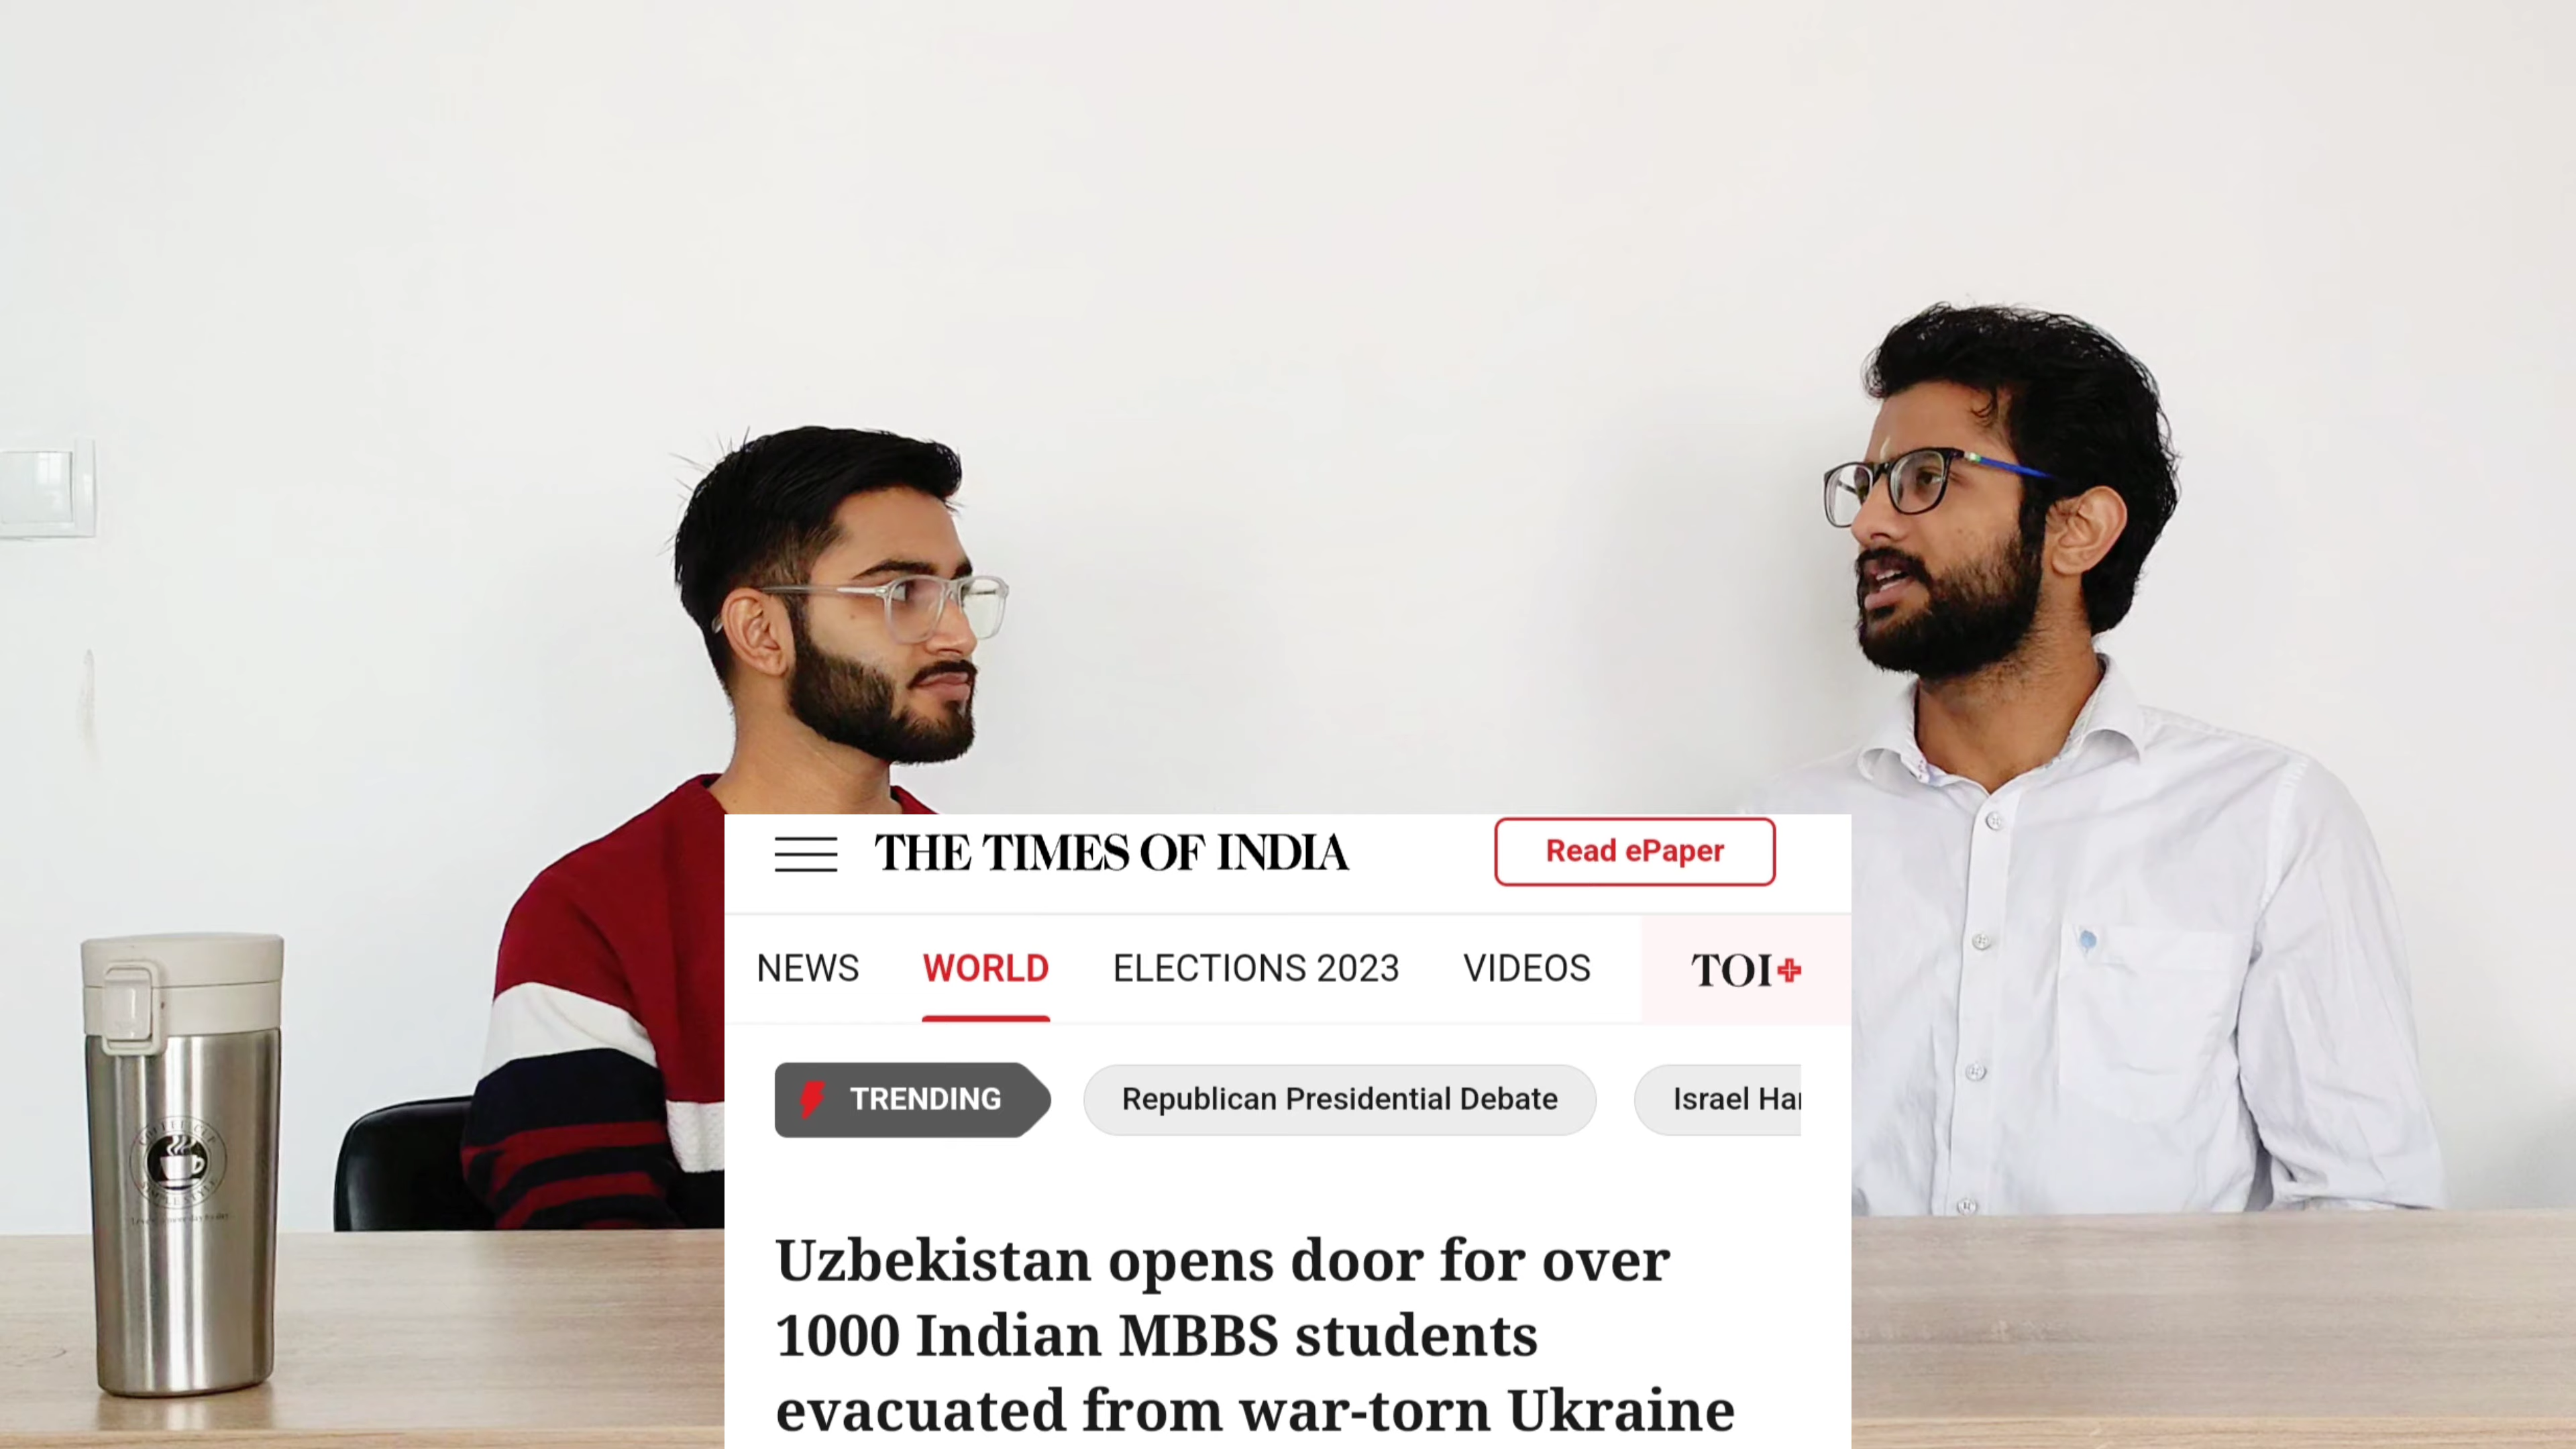 THE TIMES OF INDIA
Read ePaper
NEWS WORLD ELECTIONS 2023 VIDEOS TOI+
TRENDING Republican Presidential Debate Israel Ha
Uzbekistan opens door for over
1000 Indian MBBS students
evacuated from war-torn Ukraine